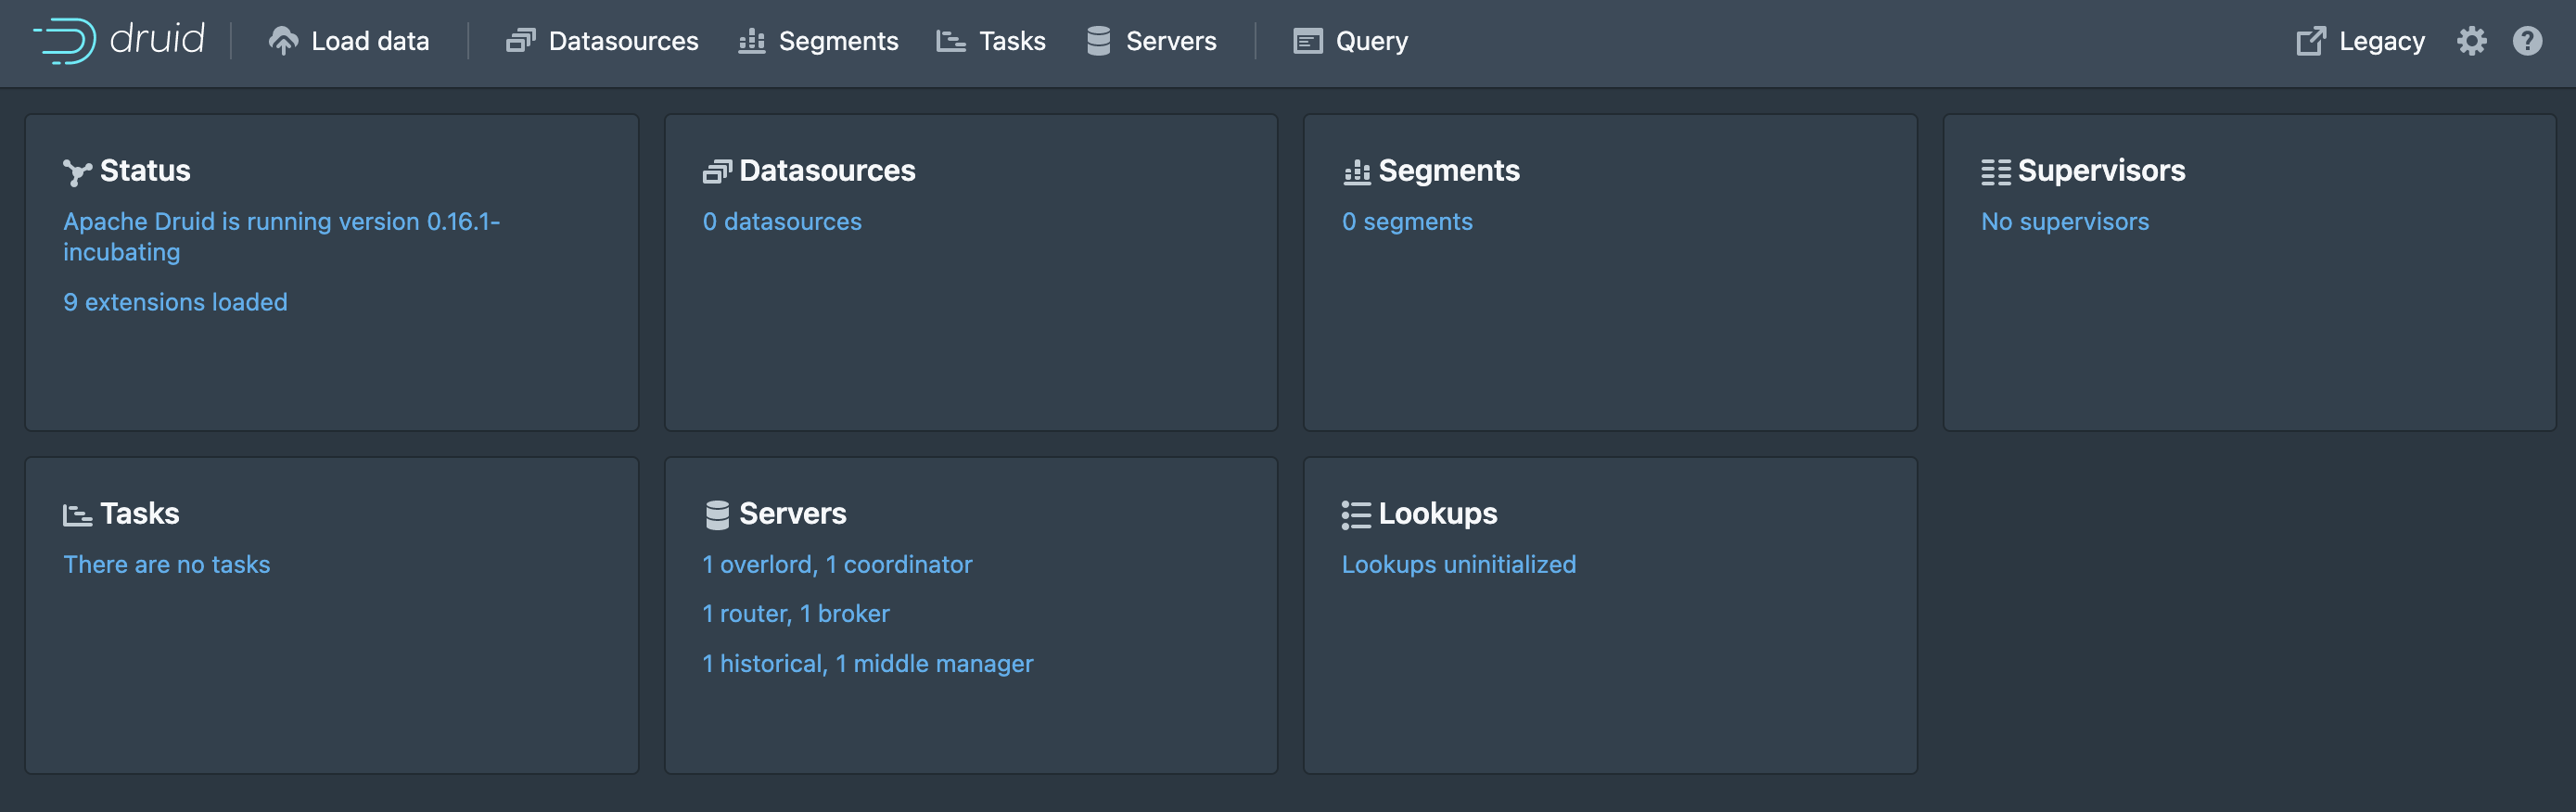 druid Load data Datasources Segments Tasks Servers Query Legacy
Status
Apache Druid is running version 0.16.1-
incubating
9 extensions loaded
Datasources
0 datasources
Segments
0 segments
Supervisors
No supervisors
Tasks
There are no tasks
Servers
1 overlord, 1 coordinator
1 router, 1 broker
1 historical, 1 middle manager
Lookups
Lookups uninitialized